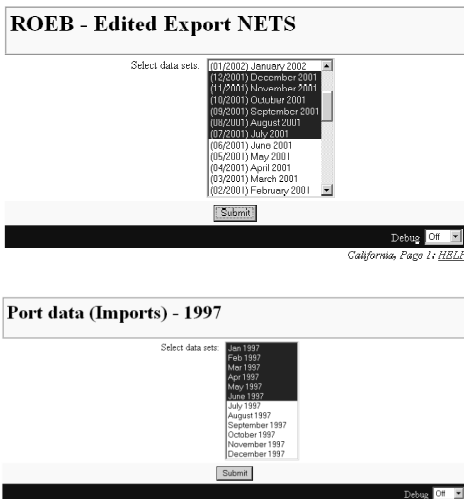 ROEB - Edited Export NETS
Select data sets:
(01/2002) January 2002
(12/2001) December 2001
(11/2001) November 2001
(10/2001) October 2001
(09/2001) September 2001
(08/2001) August 2001
(07/2001) July 2001
(06/2001) June 2001
(05/2001) May 2001
(04/2001) April 2001
(03/2001) March 2001
(02/2001) February 2001
Submit
Debug Off
California, Page 1: HELP
Port data (Imports) - 1997
Select data sets:
Jan 1997
Feb 1997
Mar 1997
Apr 1997
May 1997
June 1997
July 1997
August 1997
September 1997
October 1997
November 1997
December 1997
Submit
Debug Off